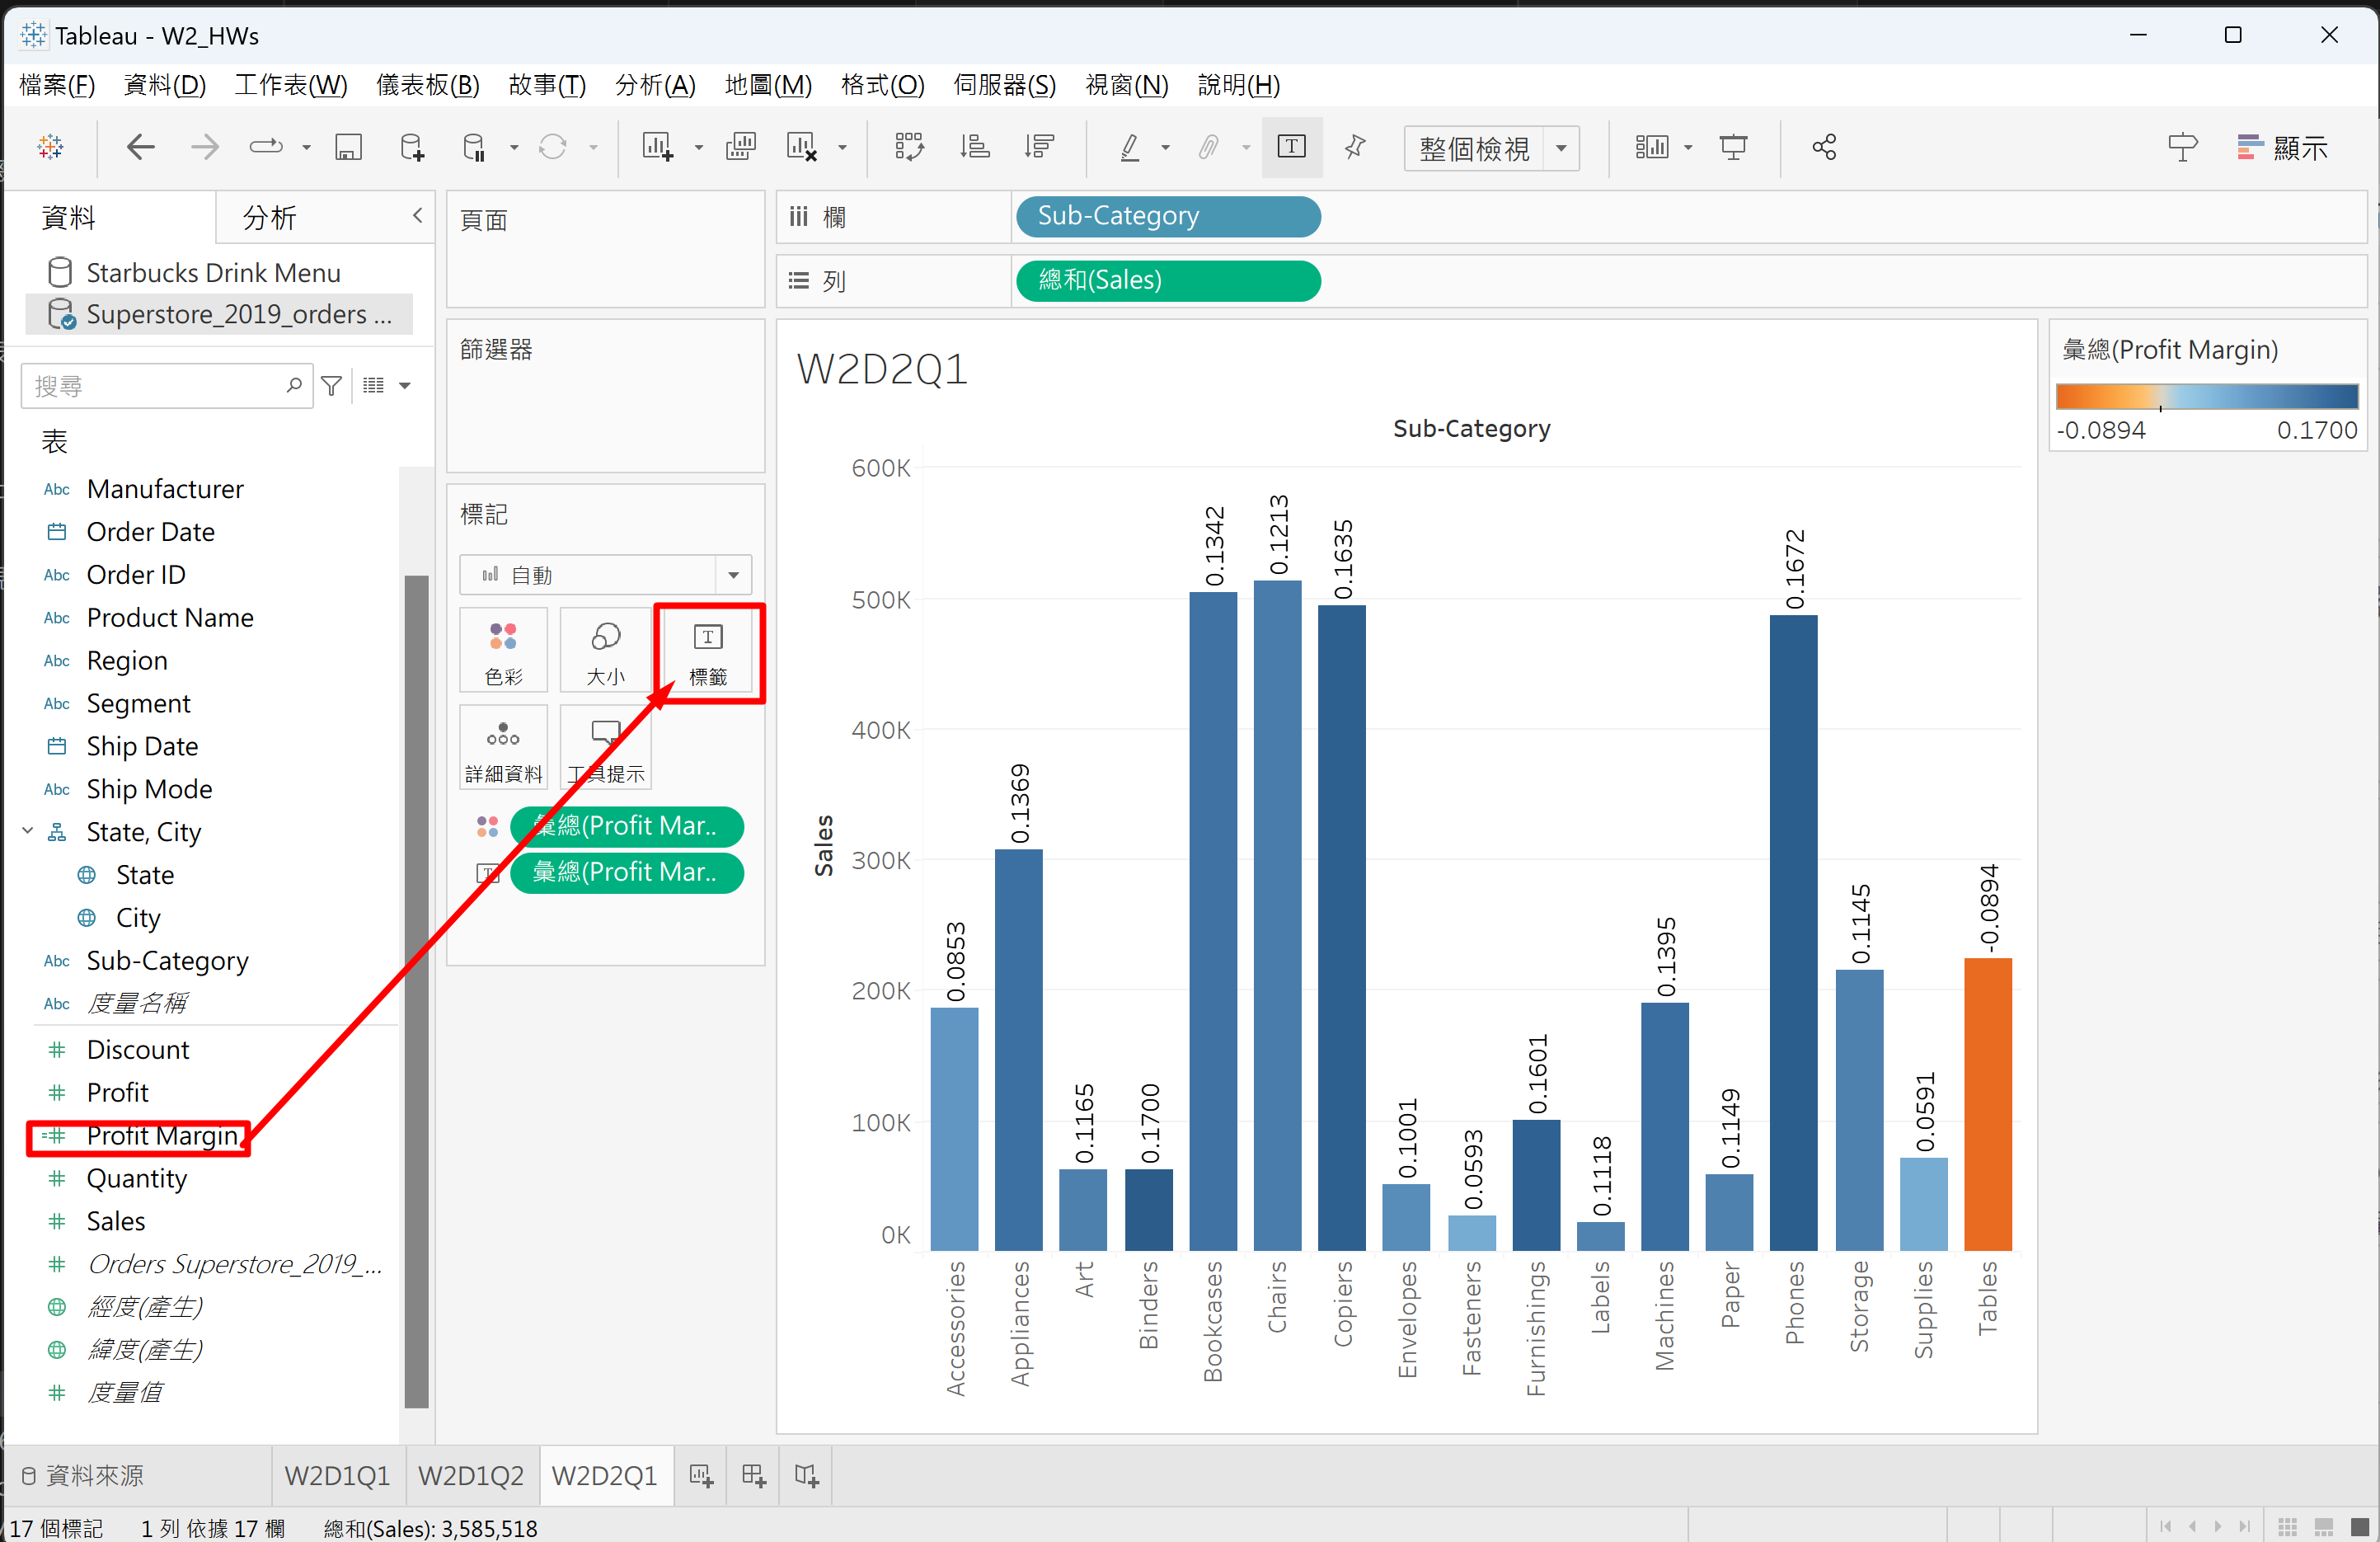 Tableau - W2_HWs
檔案(F) 資料(D) 工作表(W) 儀表板(B) 故事(T) 分析(A) 地圖(M) 格式(O) 伺服器(S) 視窗(N) 說明(H)
整個檢視
顯示
資料
分析
Starbucks Drink Menu
Superstore_2019_orders ...
搜尋
表
Abc Manufacturer
Order Date
Abc Order ID
Abc Product Name
Abc Region
Abc Segment
Ship Date
Abc Ship Mode
State, City
State
City
Abc Sub-Category
Abc 度量名稱
Discount
Profit
Profit Margin
Quantity
Sales
Orders Superstore_2019_...
經度(產生)
緯度(產生)
度量值
頁面
篩選器
標記
自動
色彩
大小
標籤
詳細資料
工具提示
彙總(Profit Mar..
彙總(Profit Mar..
欄
Sub-Category
列
總和(Sales)
W2D2Q1
Sub-Category
Sales
600K
500K
400K
300K
200K
100K
0K
0.0853
0.1369
0.1165
0.1700
0.1342
0.1213
0.1635
0.1001
0.0593
0.1601
0.1118
0.1395
0.1149
0.1672
0.1145
0.0591
-0.0894
Accessories
Appliances
Art
Binders
Bookcases
Chairs
Copiers
Envelopes
Fasteners
Furnishings
Labels
Machines
Paper
Phones
Storage
Supplies
Tables
彙總(Profit Margin)
-0.0894 0.1700
資料來源
W2D1Q1
W2D1Q2
W2D2Q1
17 個標記 1 列 依據 17 欄 總和(Sales): 3,585,518